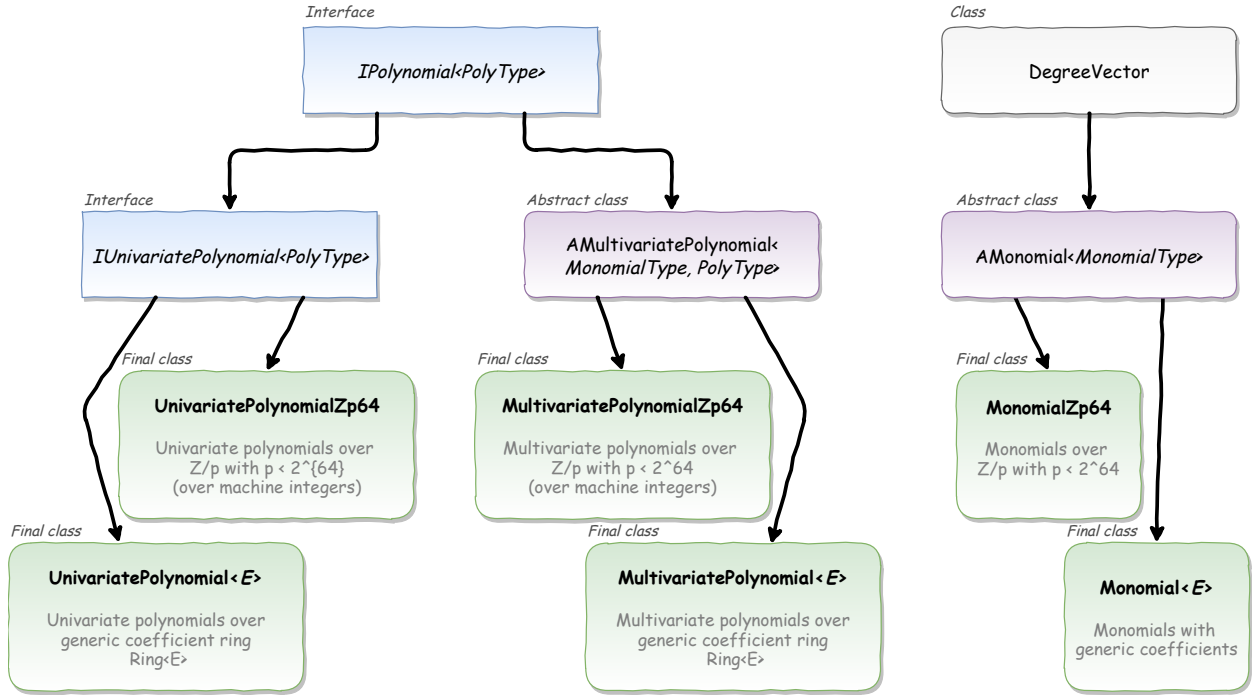 Interface
IPolynomial<PolyType>
Class
DegreeVector
Interface
IUnivariatePolynomial<PolyType>
Abstract class
AMultivariatePolynomial<
MonomialType, PolyType>
Abstract class
AMonomial<MonomialType>
Final class
UnivariatePolynomialZp64
Univariate polynomials over
Z/p with p < 2^{64}
(over machine integers)
Final class
MultivariatePolynomialZp64
Multivariate polynomials over
Z/p with p < 2^64
(over machine integers)
Final class
MonomialZp64
Monomials over
Z/p with p < 2^64
Final class
UnivariatePolynomial<E>
Univariate polynomials over
generic coefficient ring
Ring<E>
Final class
MultivariatePolynomial<E>
Multivariate polynomials over
generic coefficient ring
Ring<E>
Final class
Monomial<E>
Monomials with
generic coefficients